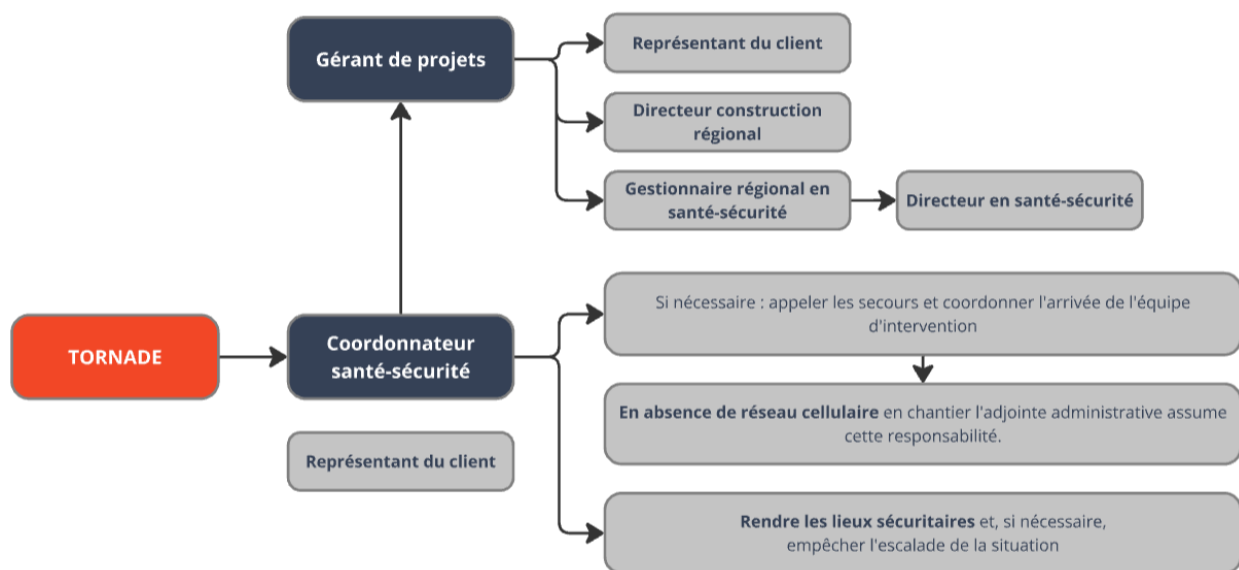 Gérant de projets
Représentant du client
Directeur construction
régional
Gestionnaire régional en
santé-sécurité
Directeur en santé-sécurité
TORNADE
Coordonnateur
santé-sécurité
Représentant du client
Si nécessaire : appeler les secours et coordonner l'arrivée de l'équipe
d'intervention
En absence de réseau cellulaire en chantier l'adjointe administrative assume
cette responsabilité.
Rendre les lieux sécuritaires et, si nécessaire,
empêcher l'escalade de la situation